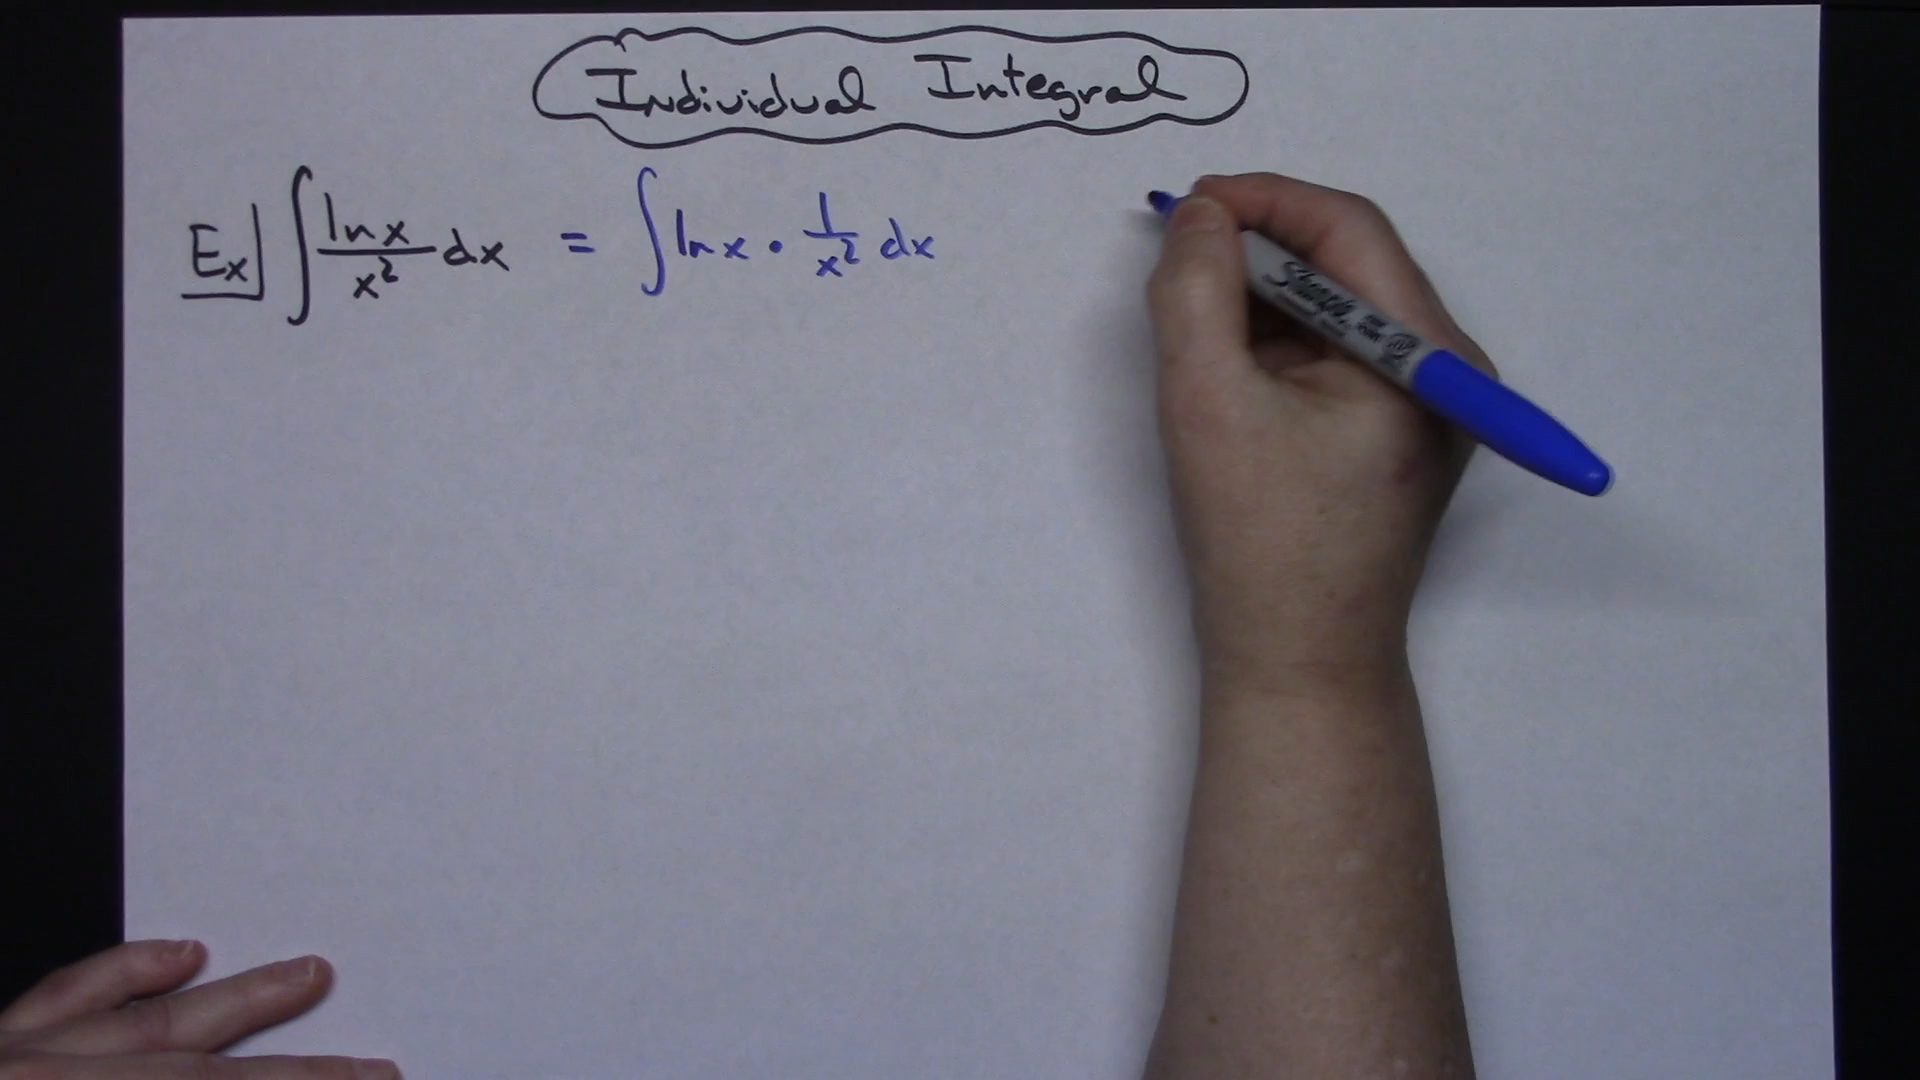 Individual Integral
Ex ∫ ln x / x² dx = ∫ ln x · 1/x² dx
Sharpie